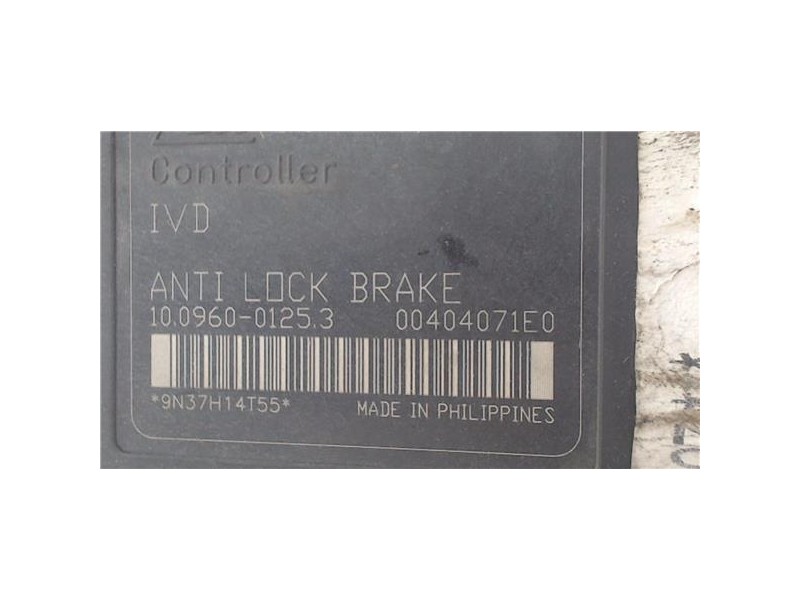 Controller
IVD
ANTI LOCK BRAKE
10.0960-0125.3 00404071E0
*9N37H14T55* MADE IN PHILIPPINES